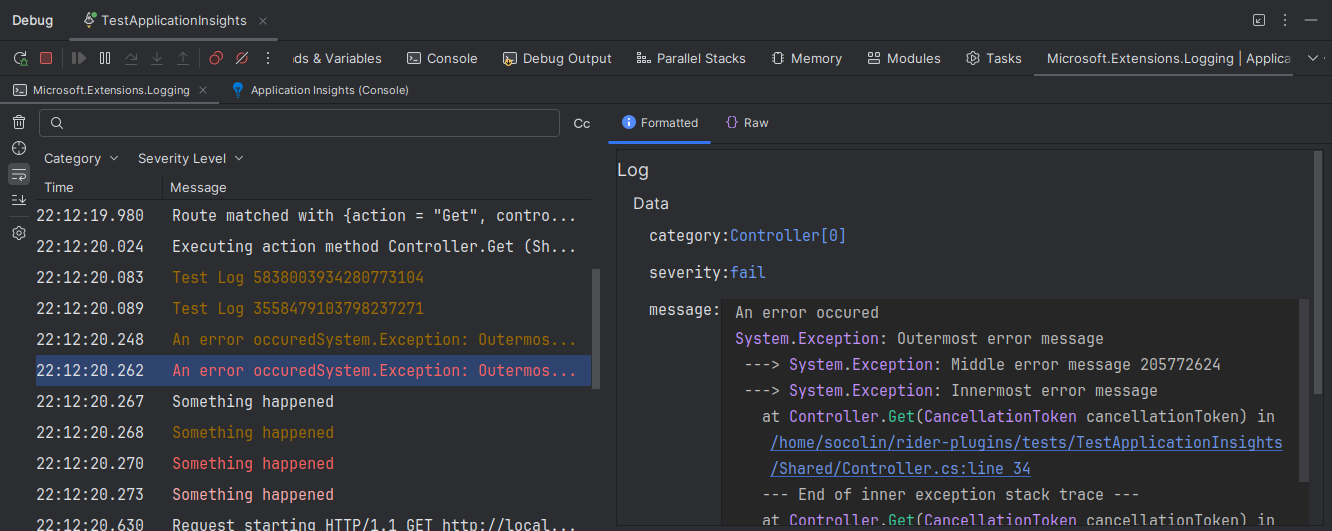 Debug TestApplicationInsights
ds & Variables Console Debug Output Parallel Stacks Memory Modules Tasks Microsoft.Extensions.Logging | Applica
Microsoft.Extensions.Logging Application Insights (Console)
Cc
Category Severity Level
Time Message
22:12:19.980 Route matched with {action = "Get", contro...
22:12:20.024 Executing action method Controller.Get (Sh...
22:12:20.083 Test Log 5838003934280773104
22:12:20.089 Test Log 3558479103798237271
22:12:20.248 An error occuredSystem.Exception: Outermos...
22:12:20.262 An error occuredSystem.Exception: Outermos...
22:12:20.267 Something happened
22:12:20.268 Something happened
22:12:20.270 Something happened
22:12:20.273 Something happened
22:12:20.630 Request starting HTTP/1.1 GET http://local...
Formatted {} Raw
Log
Data
category:Controller[0]
severity:fail
message:
An error occured
System.Exception: Outermost error message
---> System.Exception: Middle error message 205772624
---> System.Exception: Innermost error message
at Controller.Get(CancellationToken cancellationToken) in
/home/socolin/rider-plugins/tests/TestApplicationInsights
/Shared/Controller.cs:line 34
--- End of inner exception stack trace ---
at Controller.Get(CancellationToken cancellationToken) in